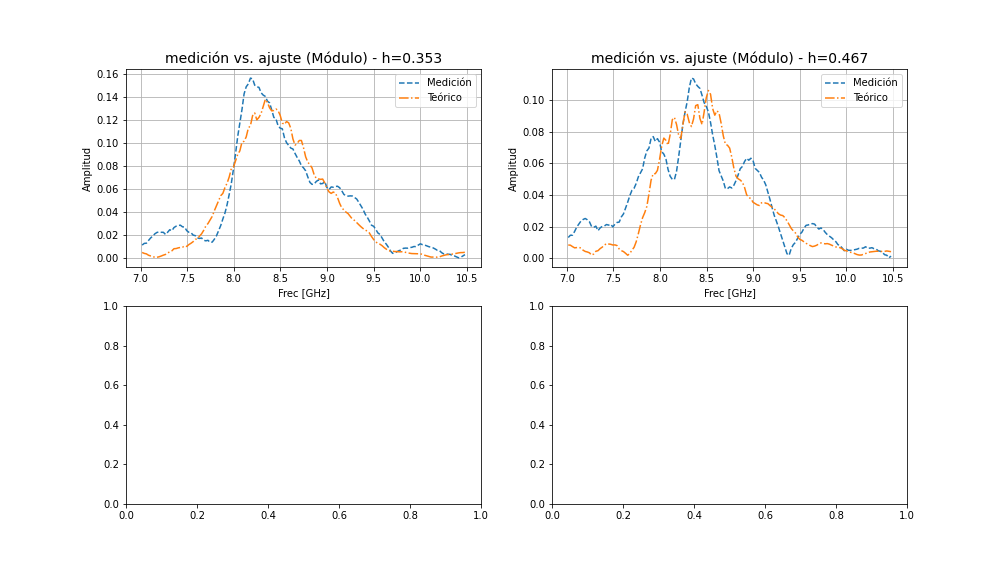 medición vs. ajuste (Módulo) - h=0.353
0.16
0.14
0.12
0.10
0.08
0.06
0.04
0.02
0.00
Amplitud
Medición
Teórico
7.0 7.5 8.0 8.5 9.0 9.5 10.0 10.5
Frec [GHz]
medición vs. ajuste (Módulo) - h=0.467
0.10
0.08
0.06
0.04
0.02
0.00
Amplitud
Medición
Teórico
7.0 7.5 8.0 8.5 9.0 9.5 10.0 10.5
Frec [GHz]
1.0
0.8
0.6
0.4
0.2
0.0
0.0 0.2 0.4 0.6 0.8 1.0
1.0
0.8
0.6
0.4
0.2
0.0
0.0 0.2 0.4 0.6 0.8 1.0